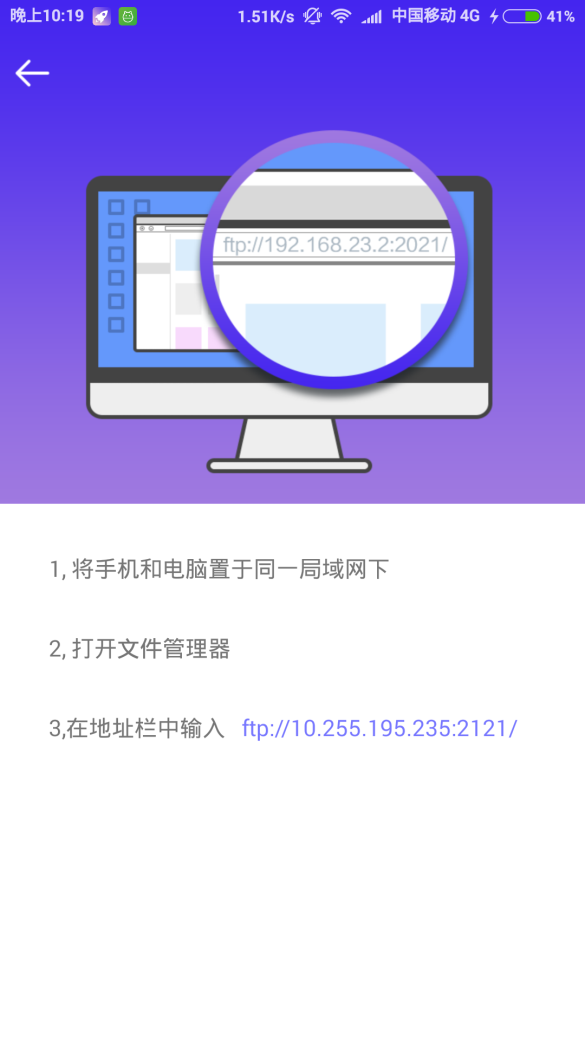 晚上10:19 1.51K/s 中国移动 4G 41%
ftp://192.168.23.2:2021/
1, 将手机和电脑置于同一局域网下
2, 打开文件管理器
3,在地址栏中输入 ftp://10.255.195.235:2121/